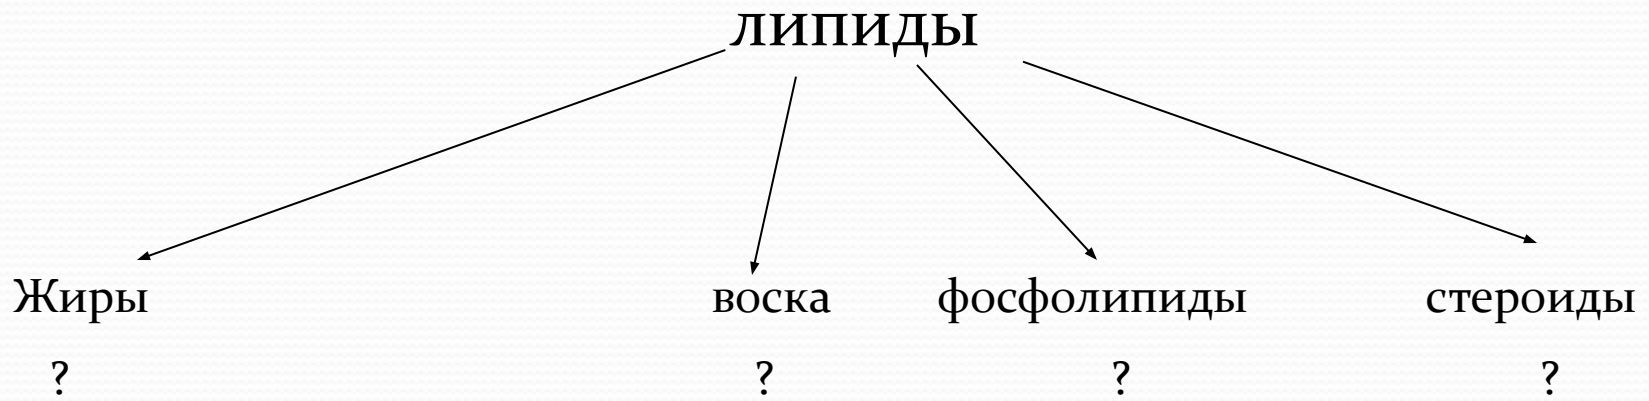 липиды
Жиры воска фосфолипиды стероиды
? ? ? ?